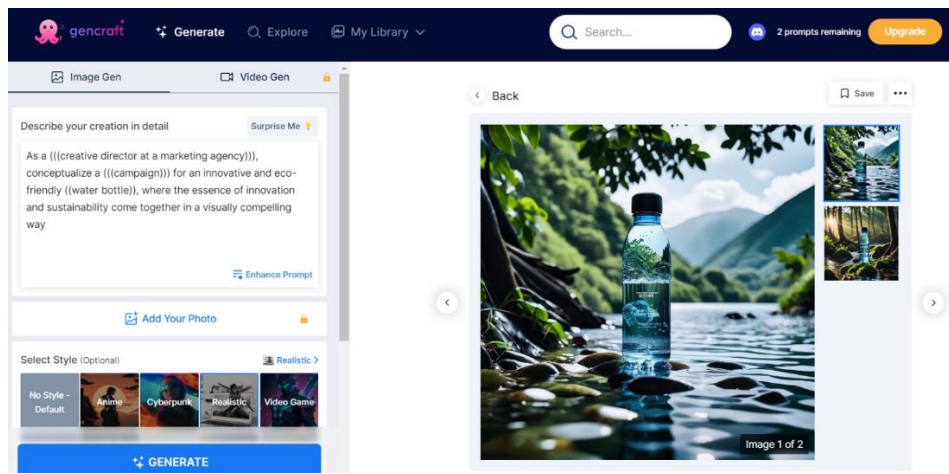 gencraft Generate Explore My Library Search... 2 prompts remaining Upgrade
Image Gen Video Gen
Describe your creation in detail Surprise Me
As a (((creative director at a marketing agency))),
conceptualize a (((campaign))) for an innovative and eco-
friendly ((water bottle)), where the essence of innovation
and sustainability come together in a visually compelling
way
Enhance Prompt
Add Your Photo
Select Style (Optional) Realistic >
No Style -
Default
Anime
Cyberpunk
Realistic
Video Game
GENERATE
Back
Save
Image 1 of 2